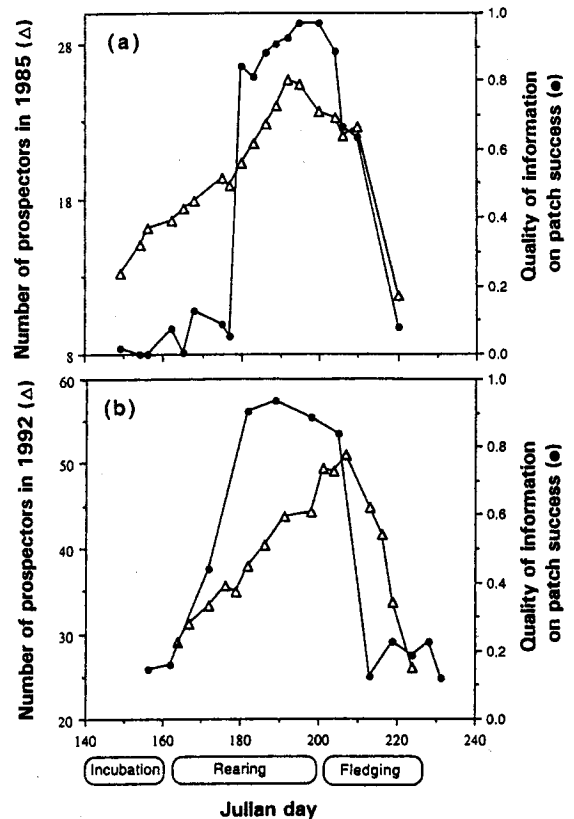 (a)
Number of prospectors in 1985 (△)
28
18
8
1.0
0.8
0.6
0.4
0.2
0.0
Quality of information
on patch success (●)
(b)
Number of prospectors in 1992 (△)
60
50
40
30
20
1.0
0.8
0.6
0.4
0.2
0.0
Quality of information
on patch success (●)
140 160 180 200 220 240
Incubation Rearing Fledging
Julian day